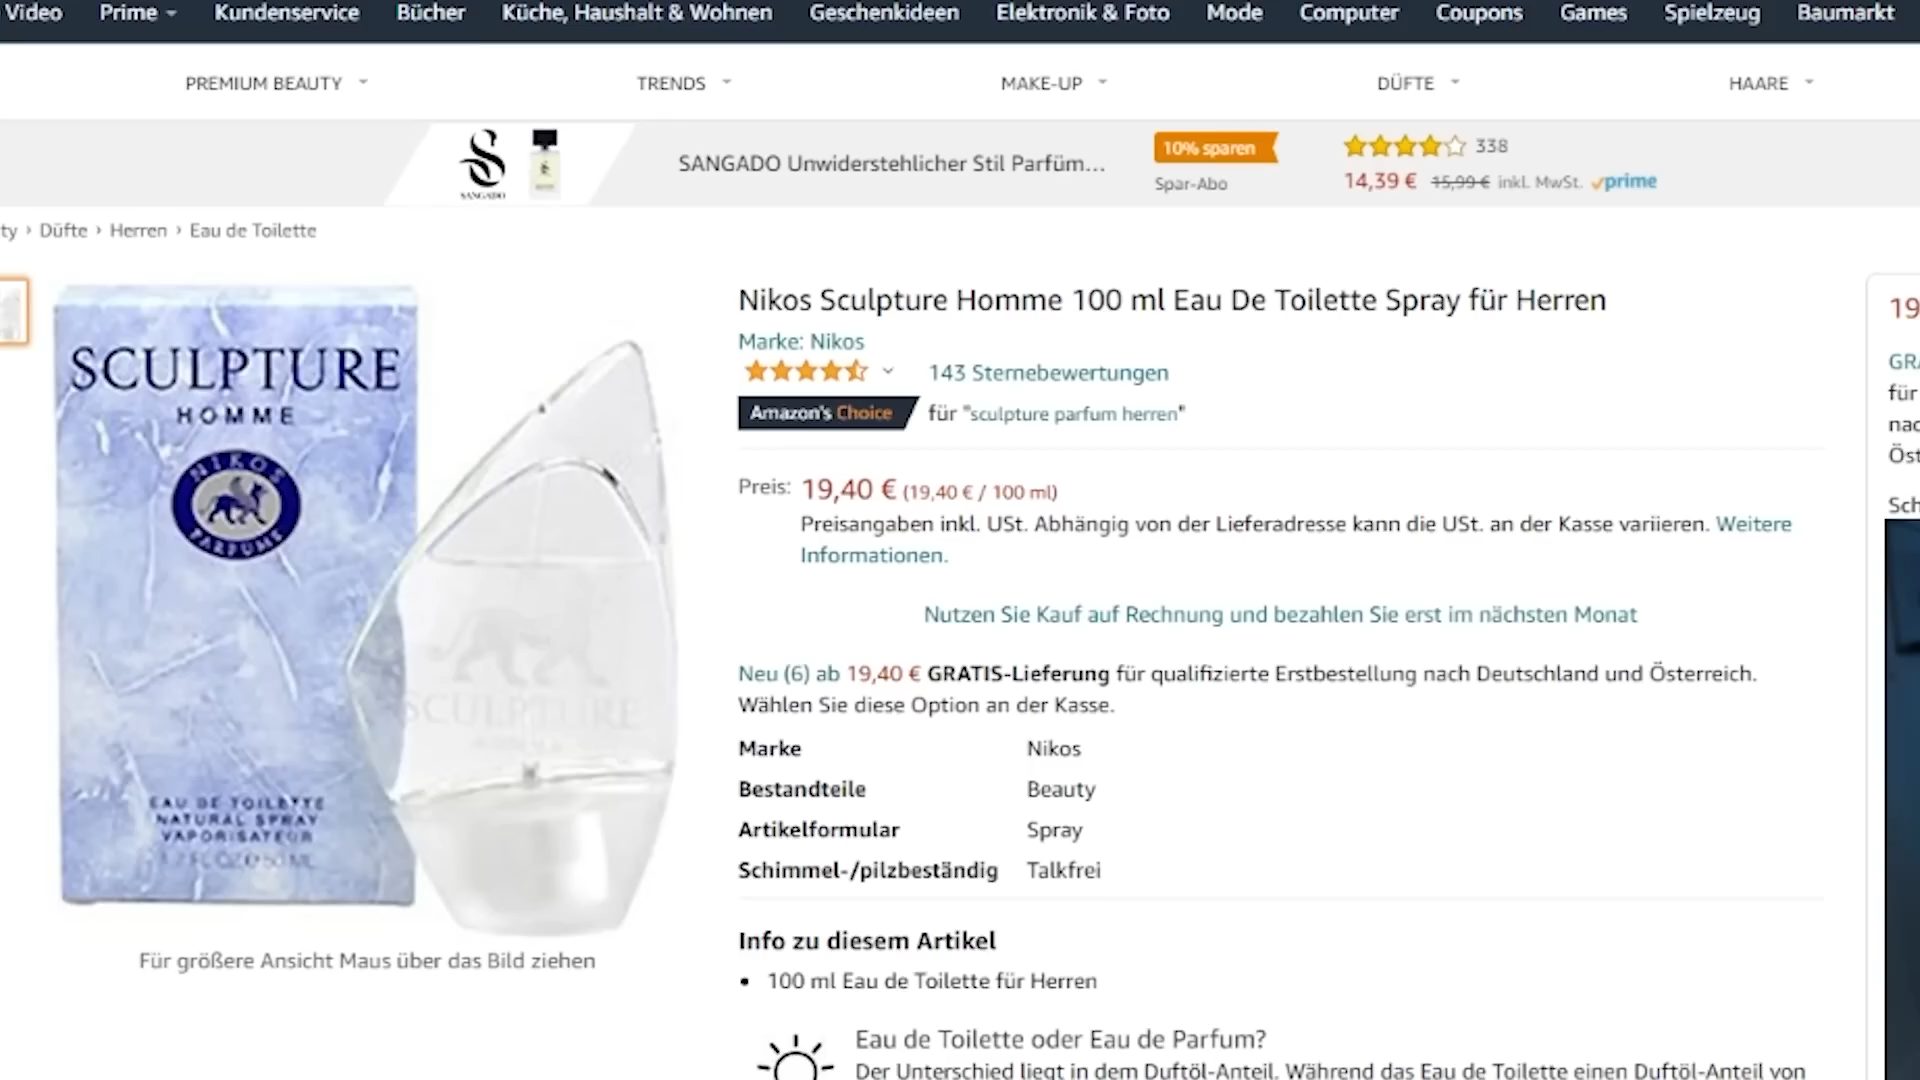 Video Prime Kundenservice Bücher Küche, Haushalt & Wohnen Geschenkideen Elektronik & Foto Mode Computer Coupons Games Spielzeug Baumarkt
PREMIUM BEAUTY TRENDS MAKE-UP DÜFTE HAARE
SANGADO
SANGADO Unwiderstehlicher Stil Parfüm...
10% sparen
Spar-Abo
338
14,39 € 15,99 € inkl. MwSt. prime
ty › Düfte › Herren › Eau de Toilette
SCULPTURE
HOMME
NIKOS
PARFUMS
EAU DE TOILETTE
NATURAL SPRAY
VAPORISATEUR
SCULPTURE
Für größere Ansicht Maus über das Bild ziehen
Nikos Sculpture Homme 100 ml Eau De Toilette Spray für Herren
Marke: Nikos
143 Sternebewertungen
Amazon's Choice für "sculpture parfum herren"
Preis: 19,40 € (19,40 € / 100 ml)
Preisangaben inkl. USt. Abhängig von der Lieferadresse kann die USt. an der Kasse variieren. Weitere
Informationen.
Nutzen Sie Kauf auf Rechnung und bezahlen Sie erst im nächsten Monat
Neu (6) ab 19,40 € GRATIS-Lieferung für qualifizierte Erstbestellung nach Deutschland und Österreich.
Wählen Sie diese Option an der Kasse.
Marke Nikos
Bestandteile Beauty
Artikelformular Spray
Schimmel-/pilzbeständig Talkfrei
Info zu diesem Artikel
• 100 ml Eau de Toilette für Herren
Eau de Toilette oder Eau de Parfum?
Der Unterschied liegt in dem Duftöl-Anteil. Während das Eau de Toilette einen Duftöl-Anteil von
19
GRA
für
nac
Öst
Sch